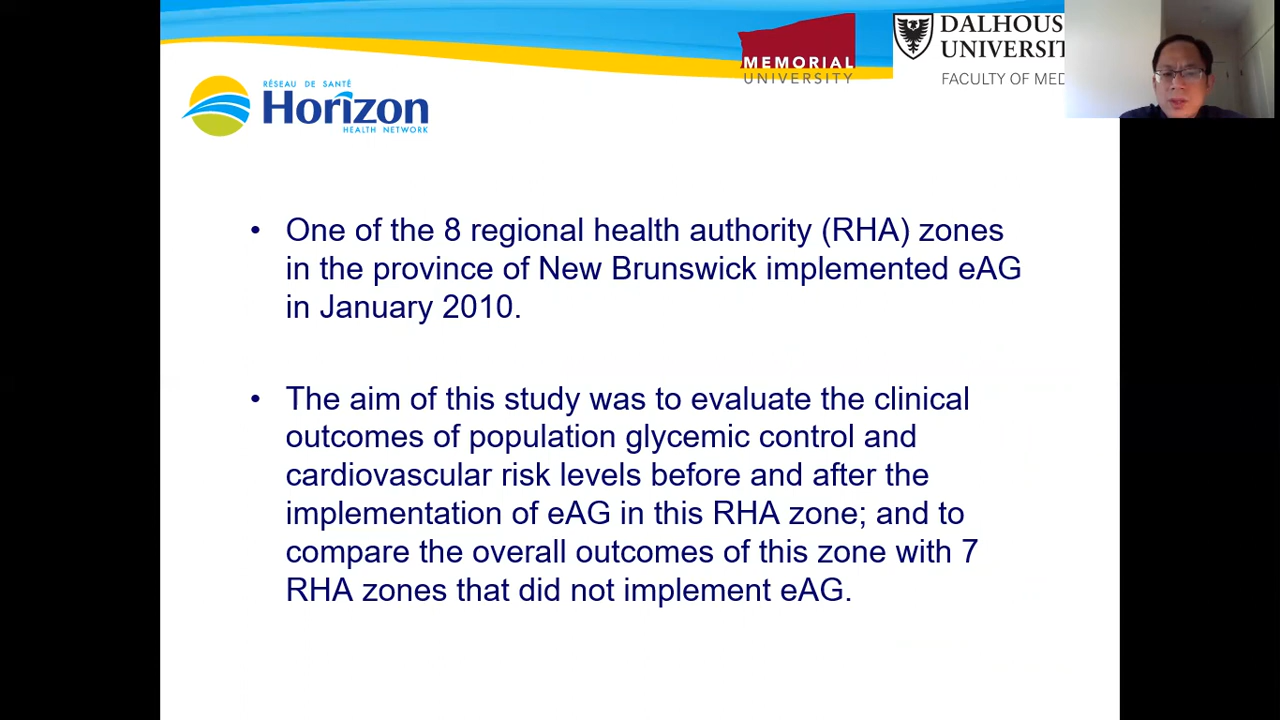 MEMORIAL
UNIVERSITY
DALHOUS
UNIVERSIT
FACULTY OF MED
RÉSEAU DE SANTÉ
Horizon
HEALTH NETWORK
• One of the 8 regional health authority (RHA) zones
in the province of New Brunswick implemented eAG
in January 2010.
• The aim of this study was to evaluate the clinical
outcomes of population glycemic control and
cardiovascular risk levels before and after the
implementation of eAG in this RHA zone; and to
compare the overall outcomes of this zone with 7
RHA zones that did not implement eAG.